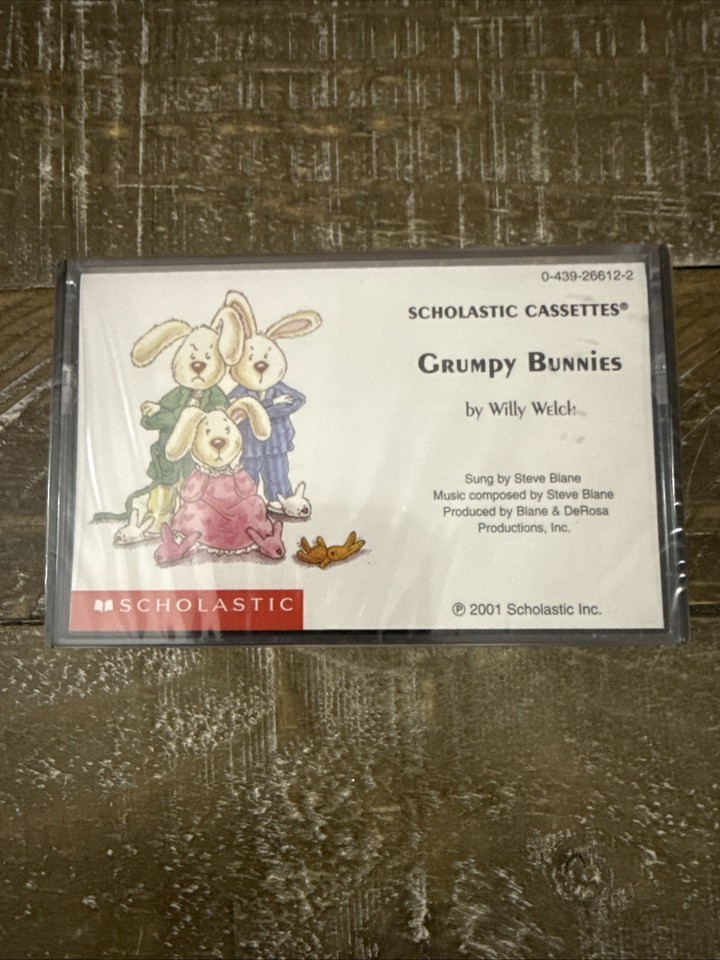 0-439-26612-2
SCHOLASTIC CASSETTES®
GRUMPY BUNNIES
by Willy Welch
Sung by Steve Blane
Music composed by Steve Blane
Produced by Blane & DeRosa
Productions, Inc.
SCHOLASTIC
℗ 2001 Scholastic Inc.